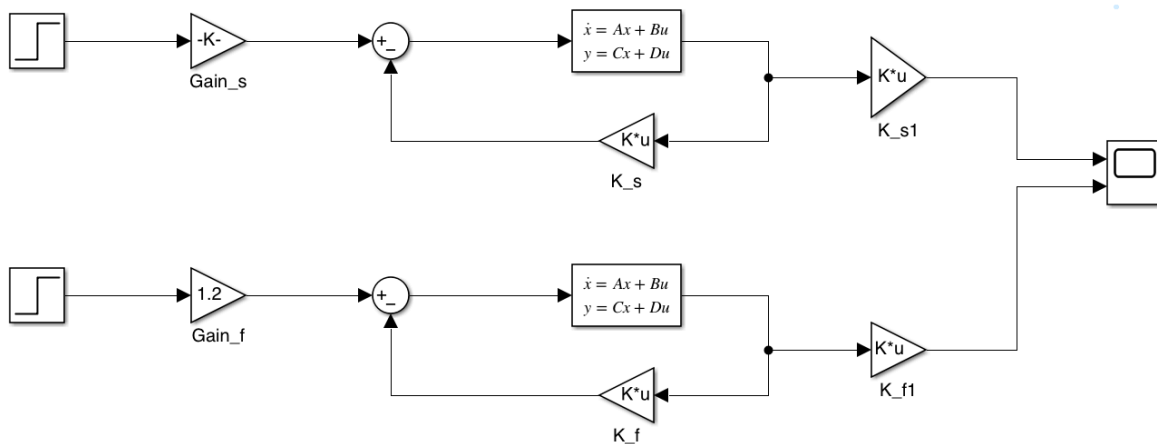 -K-
Gain_s
+_
ẋ = Ax + Bu
y = Cx + Du
K*u
K_s1
K*u
K_s
1.2
Gain_f
+_
ẋ = Ax + Bu
y = Cx + Du
K*u
K_f1
K*u
K_f